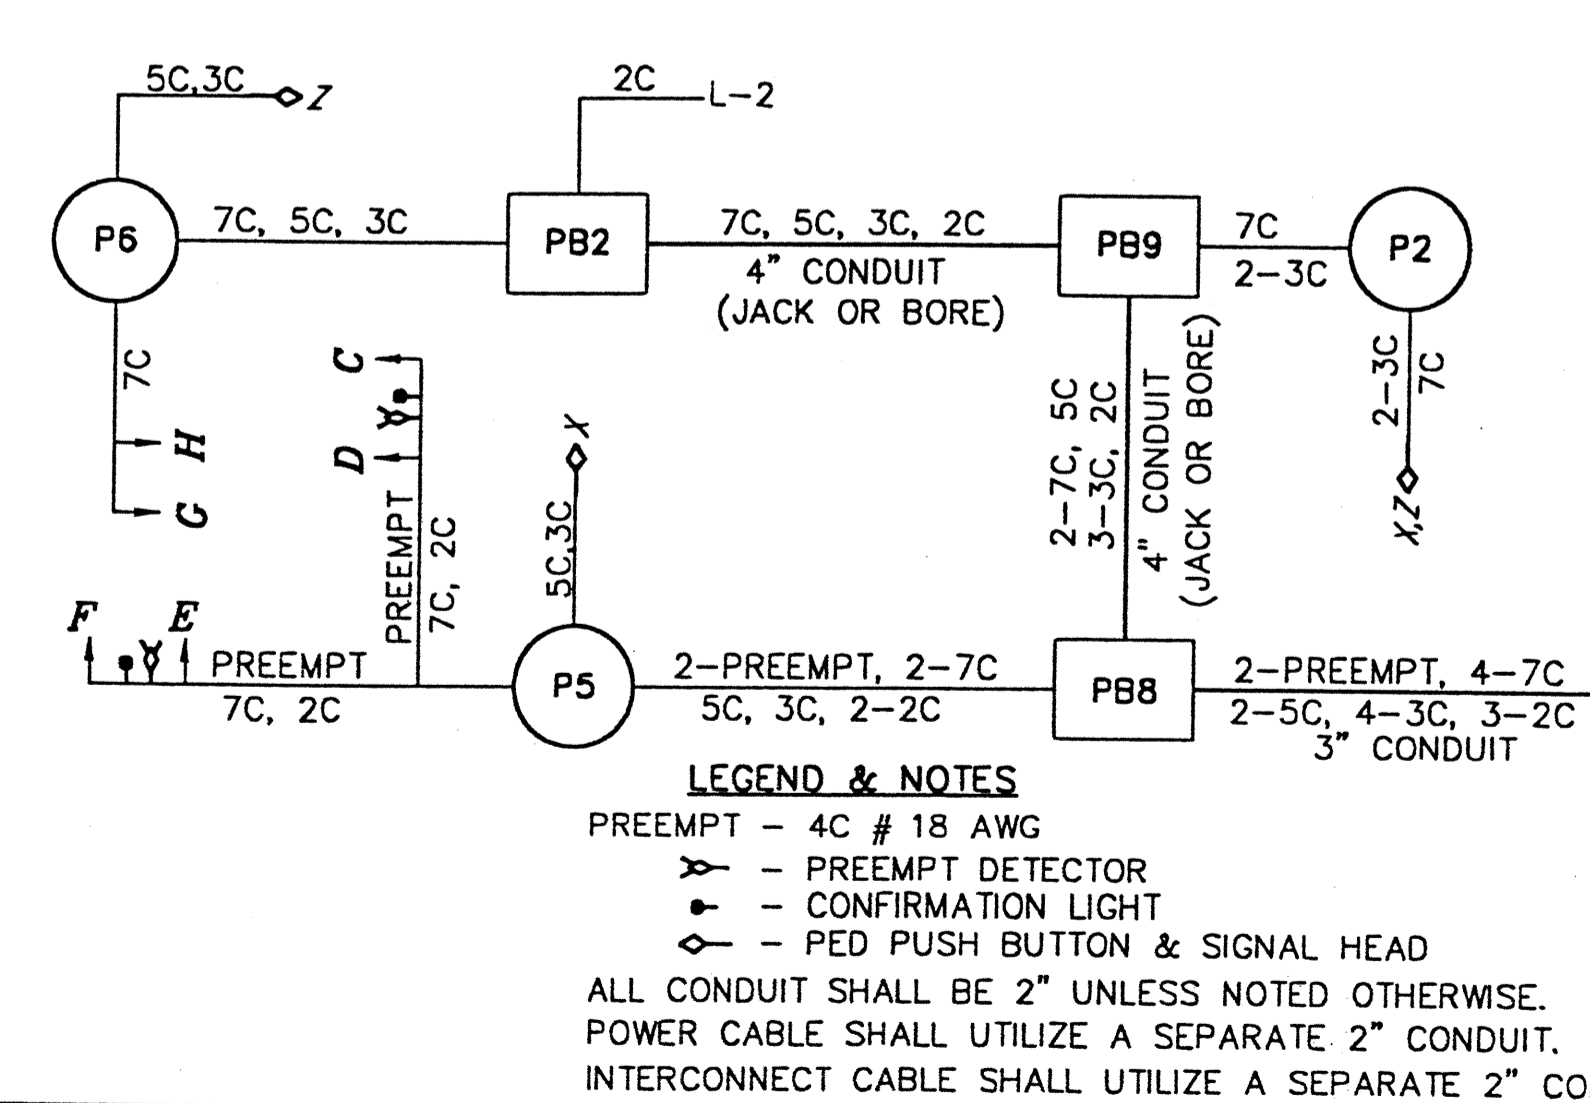 5C,3C
Z
2C
L-2
P6
7C, 5C, 3C
PB2
7C, 5C, 3C, 2C
4" CONDUIT
(JACK OR BORE)
PB9
7C
2-3C
P2
7C
H
G
C
D
PREEMPT
7C, 2C
X
5C,3C
2-7C, 5C
3-3C, 2C
4" CONDUIT
(JACK OR BORE)
2-3C
7C
X,Z
F
E
PREEMPT
7C, 2C
P5
2-PREEMPT, 2-7C
5C, 3C, 2-2C
PB8
2-PREEMPT, 4-7C
2-5C, 4-3C, 3-2C
3" CONDUIT
LEGEND & NOTES
PREEMPT - 4C # 18 AWG
- PREEMPT DETECTOR
- CONFIRMATION LIGHT
- PED PUSH BUTTON & SIGNAL HEAD
ALL CONDUIT SHALL BE 2" UNLESS NOTED OTHERWISE.
POWER CABLE SHALL UTILIZE A SEPARATE 2" CONDUIT.
INTERCONNECT CABLE SHALL UTILIZE A SEPARATE 2" CO